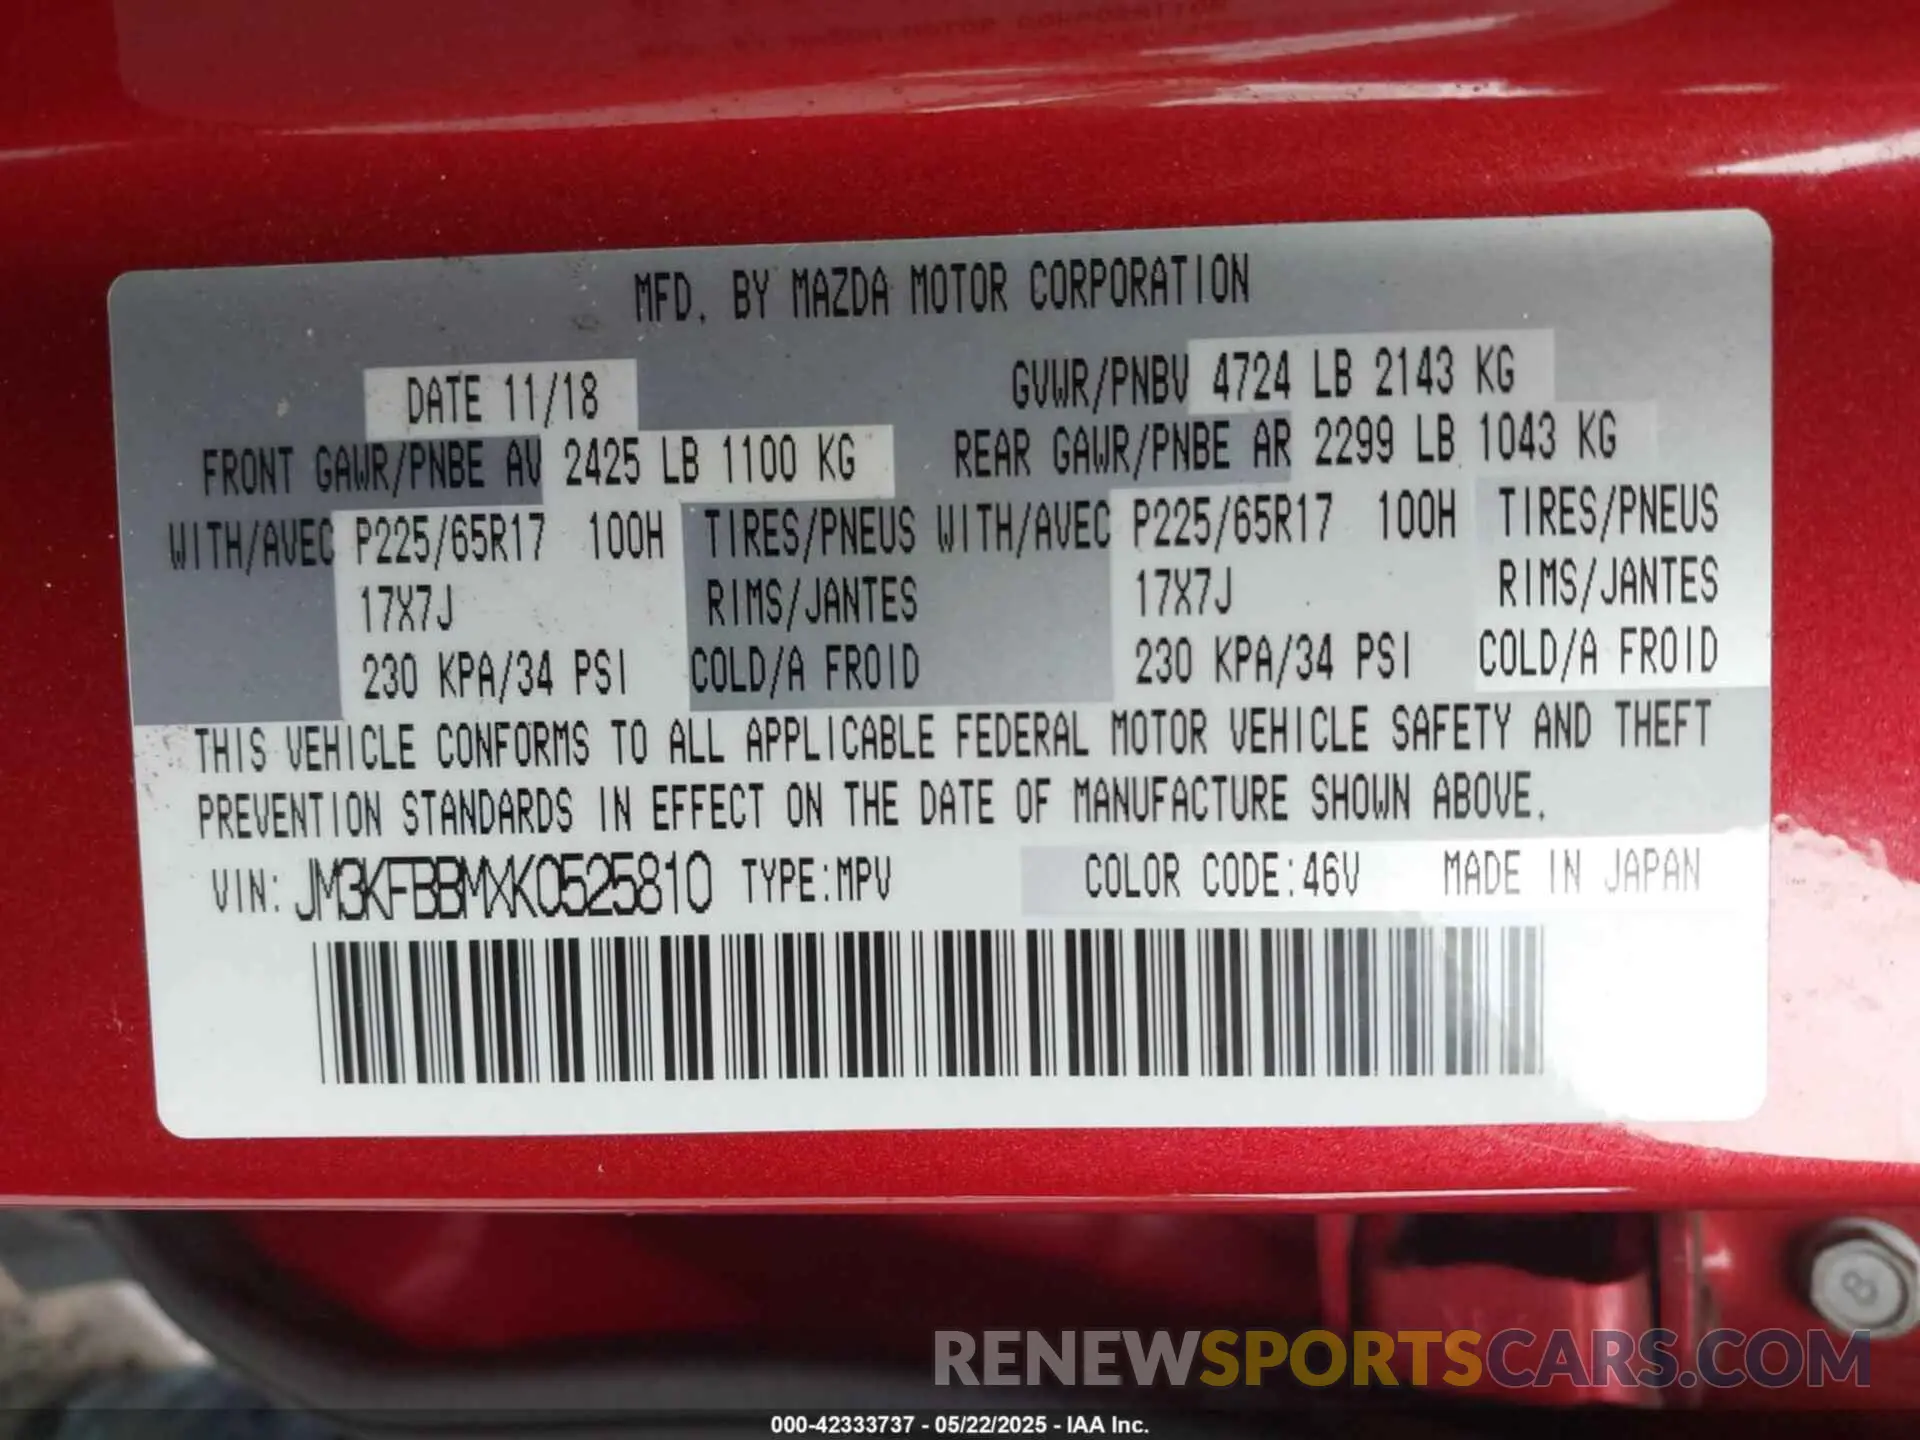 MFD. BY MAZDA MOTOR CORPORATION
DATE 11/18 GVWR/PNBV 4724 LB 2143 KG
FRONT GAWR/PNBE AV 2425 LB 1100 KG REAR GAWR/PNBE AR 2299 LB 1043 KG
WITH/AVEC P225/65R17 100H TIRES/PNEUS WITH/AVEC P225/65R17 100H TIRES/PNEUS
17X7J RIMS/JANTES 17X7J RIMS/JANTES
230 KPA/34 PSI COLD/A FROID 230 KPA/34 PSI COLD/A FROID
THIS VEHICLE CONFORMS TO ALL APPLICABLE FEDERAL MOTOR VEHICLE SAFETY AND THEFT
PREVENTION STANDARDS IN EFFECT ON THE DATE OF MANUFACTURE SHOWN ABOVE.
VIN: JM3KFBBMXK0525810 TYPE:MPV COLOR CODE:46V MADE IN JAPAN
8
RENEWSPORTSCARS.COM
000-42333737 - 05/22/2025 - IAA Inc.